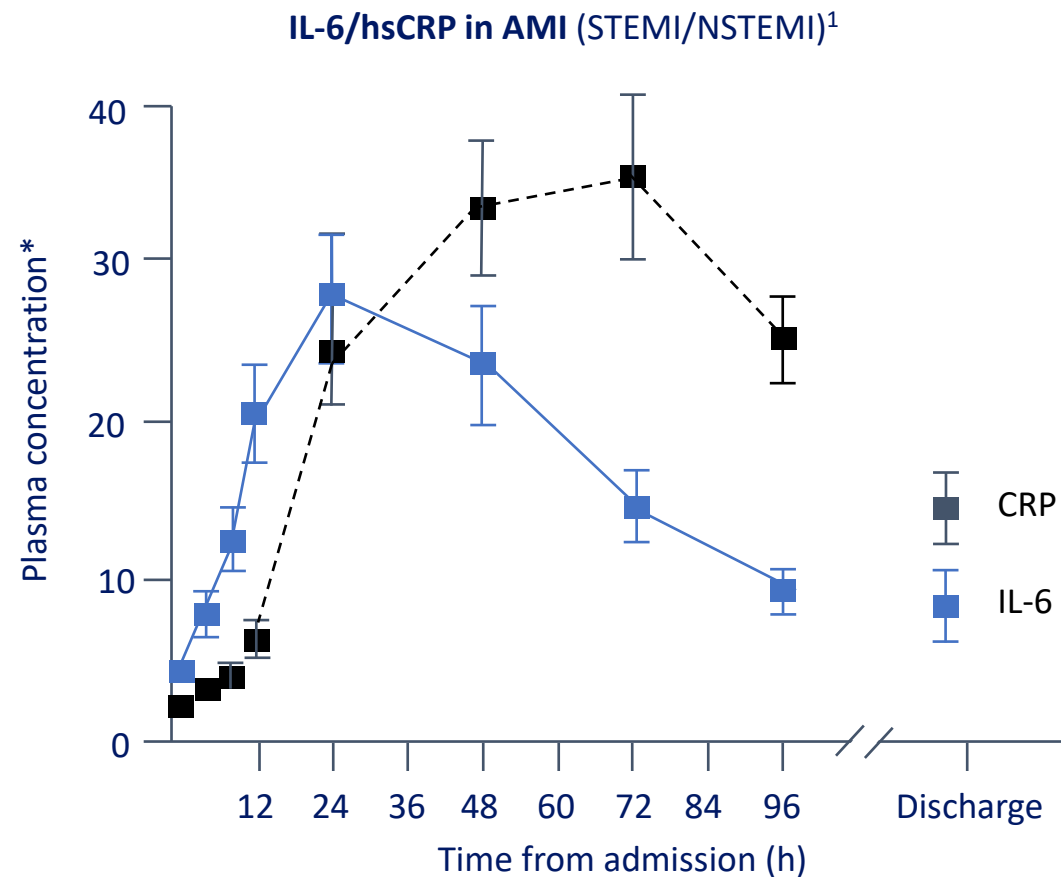 IL-6/hsCRP in AMI (STEMI/NSTEMI)¹
Plasma concentration*
40
30
20
10
0
12 24 36 48 60 72 84 96 Discharge
Time from admission (h)
CRP
IL-6